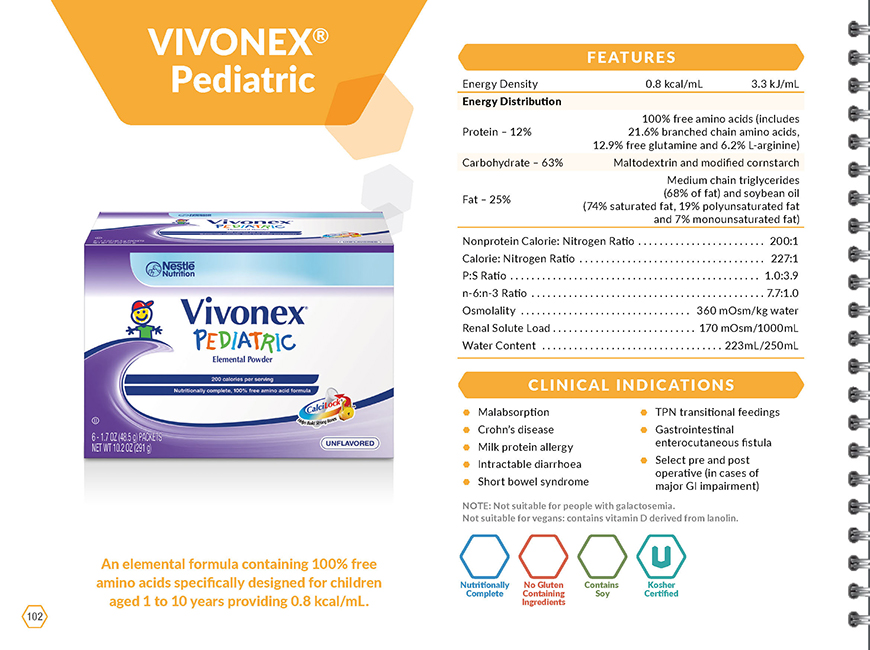 VIVONEX®
Pediatric
Nestlé
Nutrition
Vivonex®
PEDIATRIC
Vivonex®
PEDIATRIC
Elemental Powder
200 calories per serving
Nutritionally complete, 100% free amino acid formula
CalciLock
Helps Build Strong Bones
6 - 1.7 OZ (48.5 g) PACKETS
NET WT 10.2 OZ (291 g)
UNFLAVORED
An elemental formula containing 100% free
amino acids specifically designed for children
aged 1 to 10 years providing 0.8 kcal/mL.
102
FEATURES
Energy Density 0.8 kcal/mL 3.3 kJ/mL
Energy Distribution
Protein – 12% 100% free amino acids (includes
21.6% branched chain amino acids,
12.9% free glutamine and 6.2% L-arginine)
Carbohydrate – 63% Maltodextrin and modified cornstarch
Fat – 25% Medium chain triglycerides
(68% of fat) and soybean oil
(74% saturated fat, 19% polyunsaturated fat
and 7% monounsaturated fat)
Nonprotein Calorie: Nitrogen Ratio ....................... 200:1
Calorie: Nitrogen Ratio .................................. 227:1
P:S Ratio .............................................. 1.0:3.9
n-6:n-3 Ratio .......................................... 7.7:1.0
Osmolality ............................... 360 mOsm/kg water
Renal Solute Load .......................... 170 mOsm/1000mL
Water Content ................................. 223mL/250mL
CLINICAL INDICATIONS
Malabsorption
Crohn's disease
Milk protein allergy
Intractable diarrhoea
Short bowel syndrome
TPN transitional feedings
Gastrointestinal
enterocutaneous fistula
Select pre and post
operative (in cases of
major GI impairment)
NOTE: Not suitable for people with galactosemia.
Not suitable for vegans: contains vitamin D derived from lanolin.
Nutritionally
Complete
No Gluten
Containing
Ingredients
Contains
Soy
U
Kosher
Certified